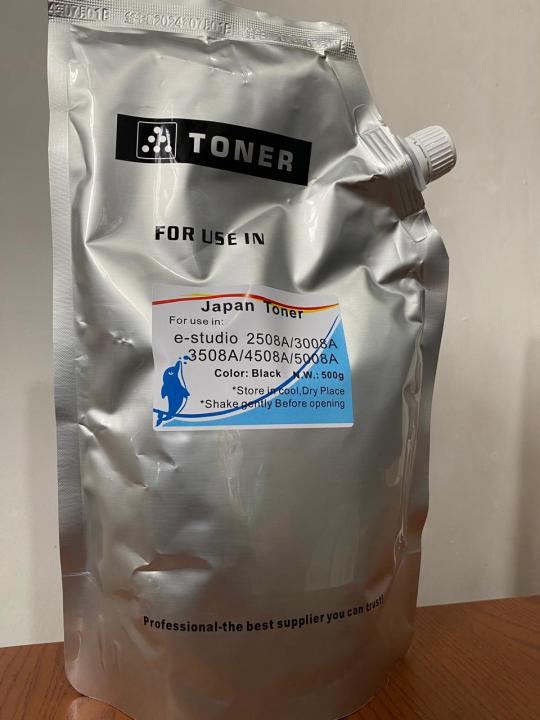 TONER
FOR USE IN
Japan Toner
For use in:
e-studio 2508A/3008A
3508A/4508A/5008A
Color: Black N.W.: 500g
*Store in cool,Dry Place
*Shake gently Before opening
Professional-the best supplier you can trust!